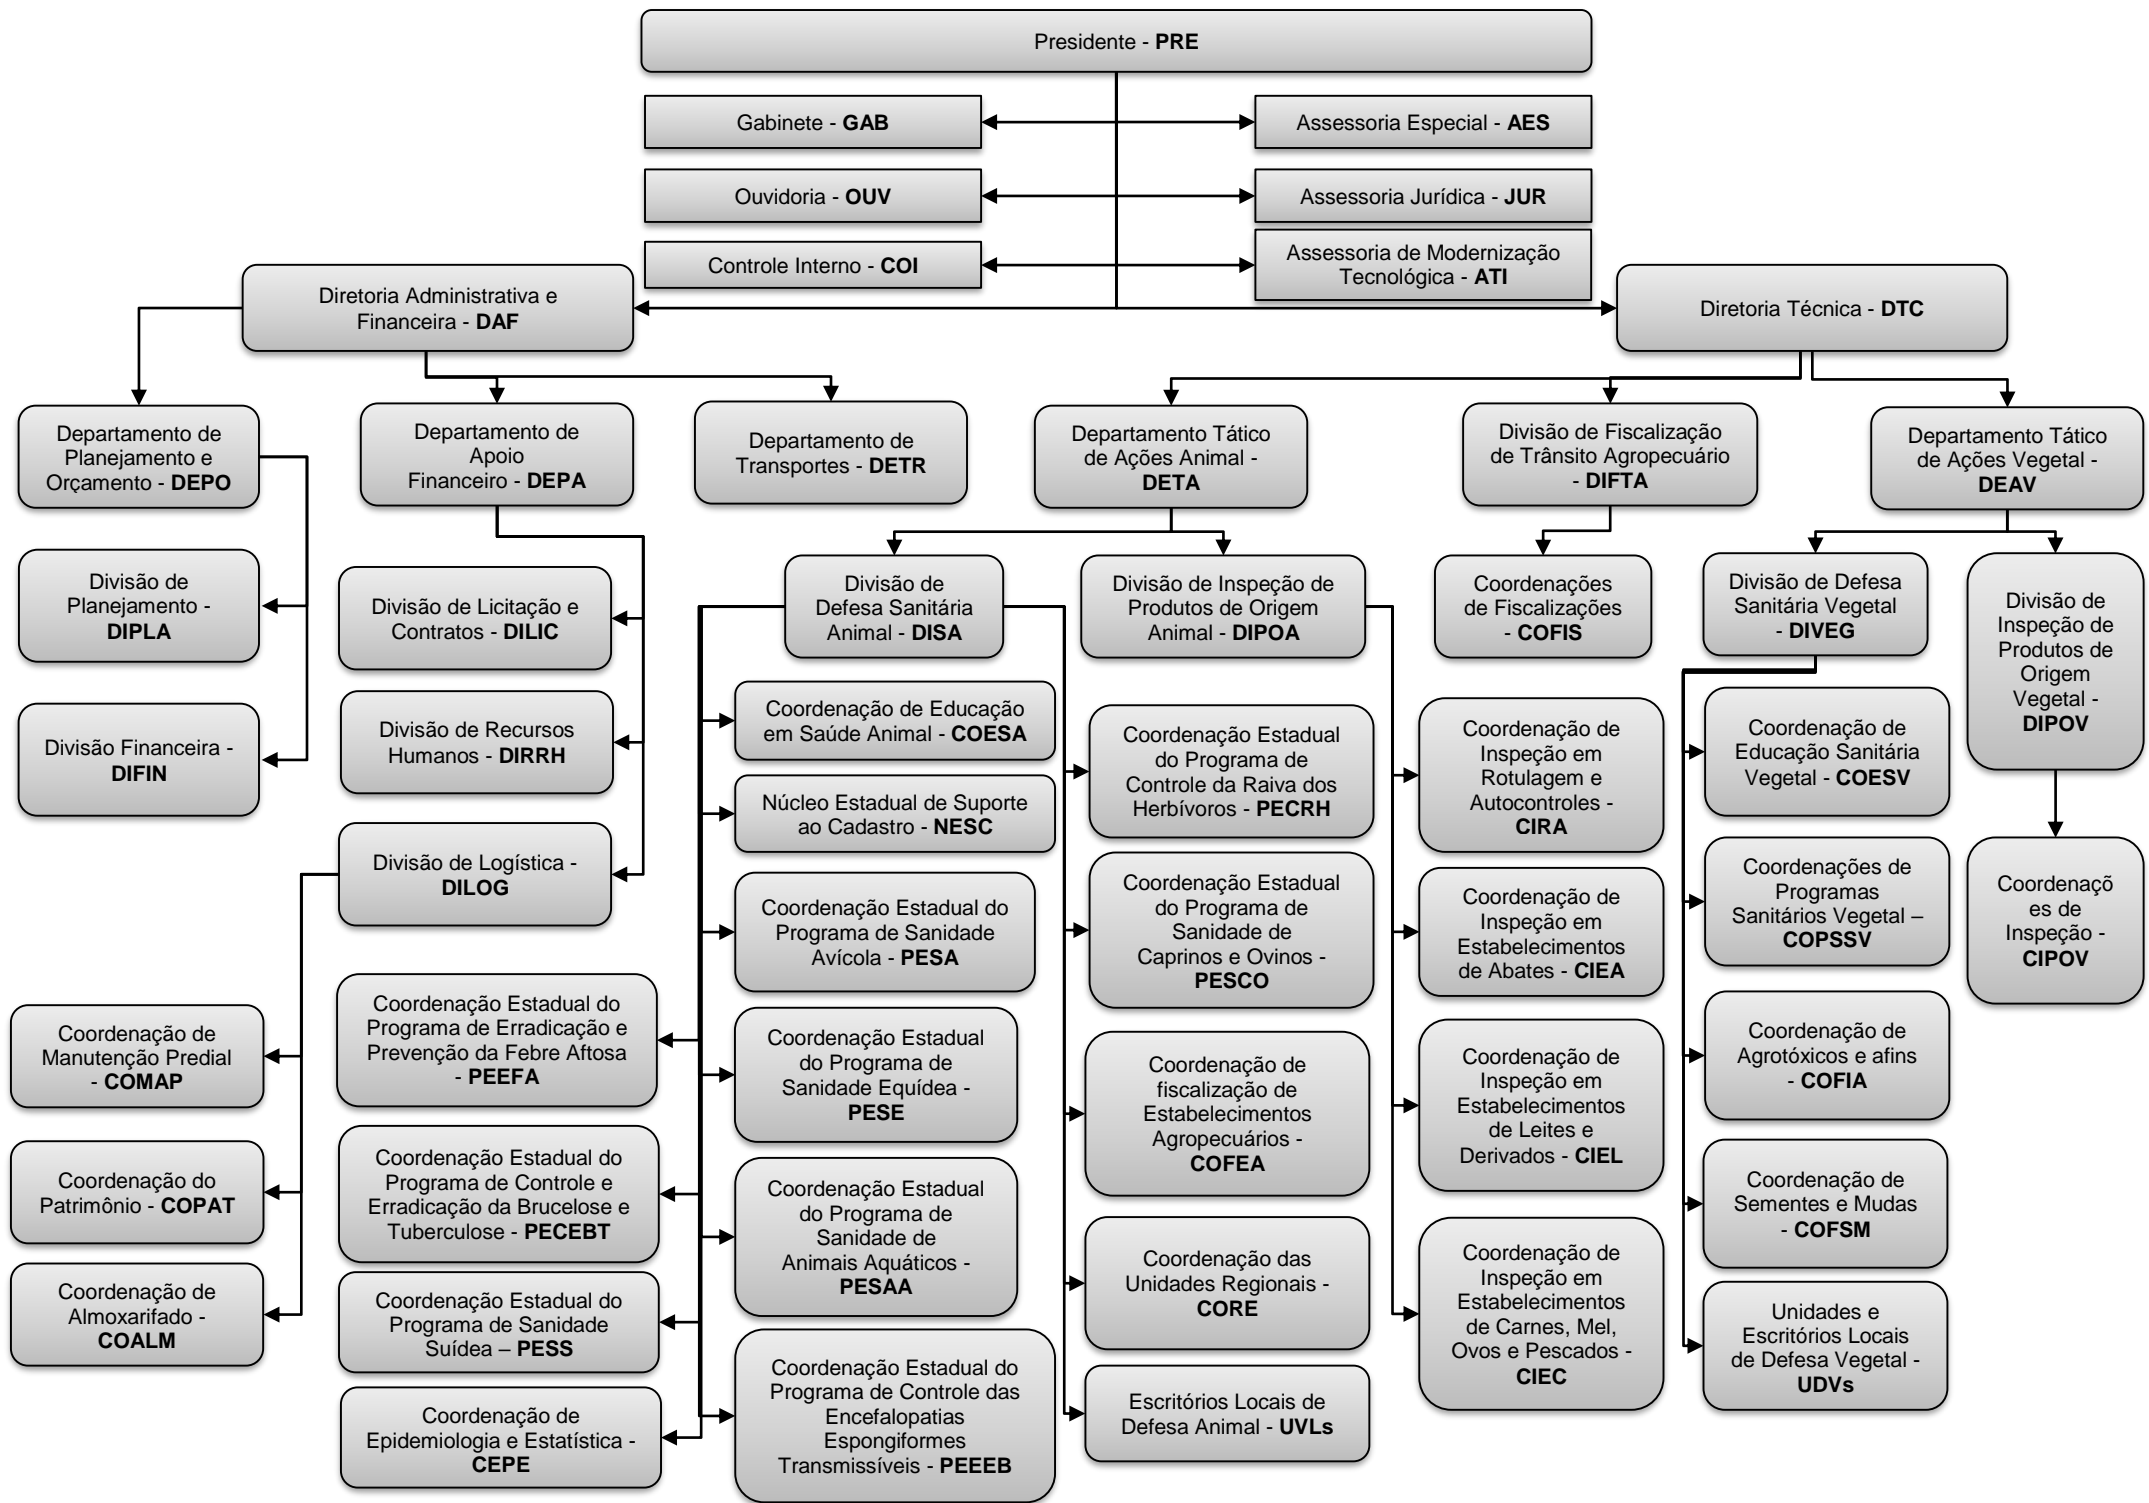 Presidente - PRE
Gabinete - GAB
Assessoria Especial - AES
Ouvidoria - OUV
Assessoria Jurídica - JUR
Controle Interno - COI
Assessoria de Modernização
Tecnológica - ATI
Diretoria Administrativa e
Financeira - DAF
Diretoria Técnica - DTC
Departamento de
Planejamento e
Orçamento - DEPO
Departamento de
Apoio
Financeiro - DEPA
Departamento de
Transportes - DETR
Departamento Tático
de Ações Animal -
DETA
Divisão de Fiscalização
de Trânsito Agropecuário
- DIFTA
Departamento Tático
de Ações Vegetal -
DEAV
Divisão de
Planejamento -
DIPLA
Divisão de Licitação e
Contratos - DILIC
Divisão de
Defesa Sanitária
Animal - DISA
Divisão de Inspeção de
Produtos de Origem
Animal - DIPOA
Coordenações
de Fiscalizações
- COFIS
Divisão de Defesa
Sanitária Vegetal
- DIVEG
Divisão de
Inspeção de
Produtos de
Origem
Vegetal -
DIPOV
Divisão Financeira -
DIFIN
Divisão de Recursos
Humanos - DIRRH
Coordenação de Educação
em Saúde Animal - COESA
Coordenação Estadual
do Programa de
Controle da Raiva dos
Herbívoros - PECRH
Coordenação de
Inspeção em
Rotulagem e
Autocontroles -
CIRA
Coordenação de
Educação Sanitária
Vegetal - COESV
Núcleo Estadual de Suporte
ao Cadastro - NESC
Divisão de Logística -
DILOG
Coordenação Estadual do
Programa de Sanidade
Avícola - PESA
Coordenação Estadual
do Programa de
Sanidade de
Caprinos e Ovinos -
PESCO
Coordenação de
Inspeção em
Estabelecimentos
de Abates - CIEA
Coordenações de
Programas
Sanitários Vegetal –
COPSSV
Coordenaçõ
es de
Inspeção -
CIPOV
Coordenação de
Manutenção Predial
- COMAP
Coordenação Estadual do
Programa de Erradicação e
Prevenção da Febre Aftosa
- PEEFA
Coordenação Estadual
do Programa de
Sanidade Equídea -
PESE
Coordenação de
fiscalização de
Estabelecimentos
Agropecuários -
COFEA
Coordenação de
Inspeção em
Estabelecimentos
de Leites e
Derivados - CIEL
Coordenação de
Agrotóxicos e afins
- COFIA
Coordenação do
Patrimônio - COPAT
Coordenação Estadual do
Programa de Controle e
Erradicação da Brucelose e
Tuberculose - PECEBT
Coordenação Estadual
do Programa de
Sanidade de
Animais Aquáticos -
PESAA
Coordenação das
Unidades Regionais -
CORE
Coordenação de
Inspeção em
Estabelecimentos
de Carnes, Mel,
Ovos e Pescados -
CIEC
Coordenação de
Sementes e Mudas
- COFSM
Coordenação de
Almoxarifado -
COALM
Coordenação Estadual do
Programa de Sanidade
Suídea – PESS
Coordenação Estadual do
Programa de Controle das
Encefalopatias
Espongiformes
Transmissíveis - PEEEB
Escritórios Locais de
Defesa Animal - UVLs
Unidades e
Escritórios Locais
de Defesa Vegetal -
UDVs
Coordenação de
Epidemiologia e Estatística -
CEPE